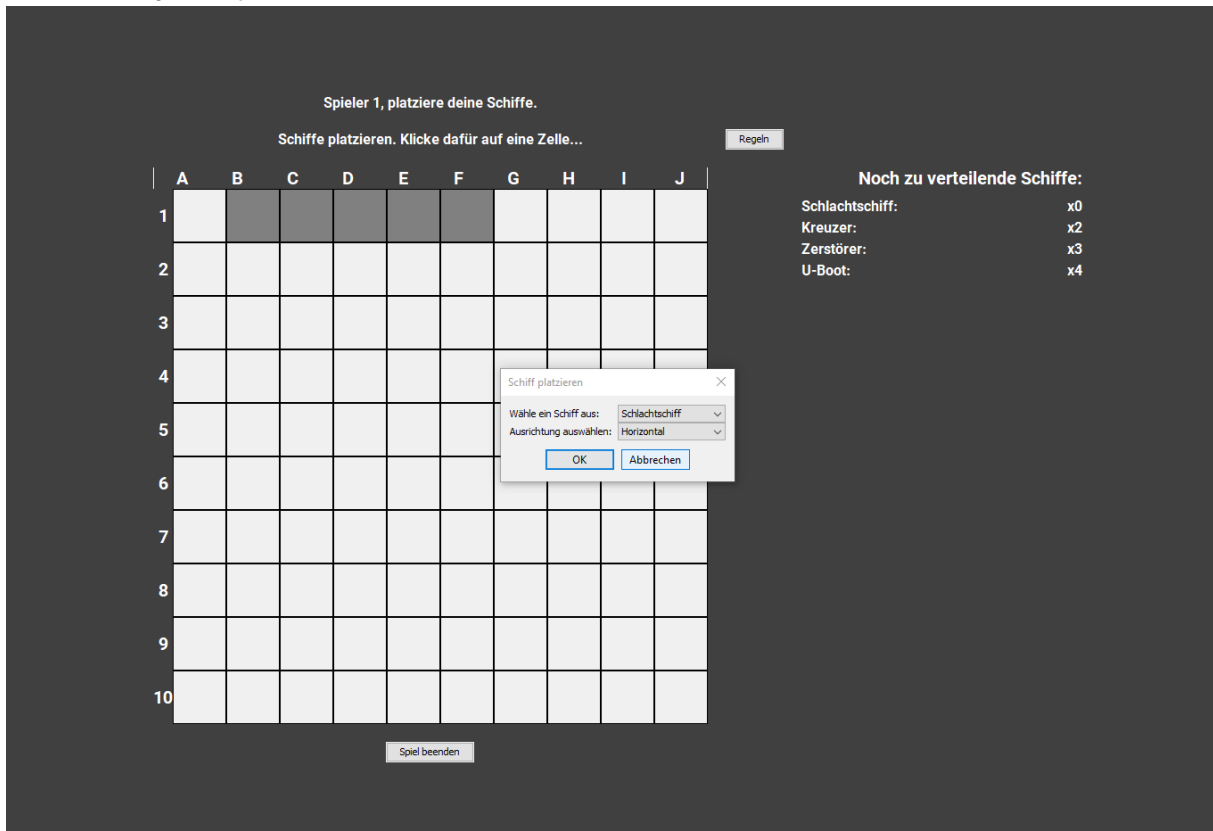 Spieler 1, platziere deine Schiffe.
Schiffe platzieren. Klicke dafür auf eine Zelle...
Regeln
A B C D E F G H I J
Noch zu verteilende Schiffe:
Schlachtschiff: x0
Kreuzer: x2
Zerstörer: x3
U-Boot: x4
1
2
3
4
5
6
7
8
9
10
Schiff platzieren
Wähle ein Schiff aus: Schlachtschiff
Ausrichtung auswählen: Horizontal
OK Abbrechen
Spiel beenden